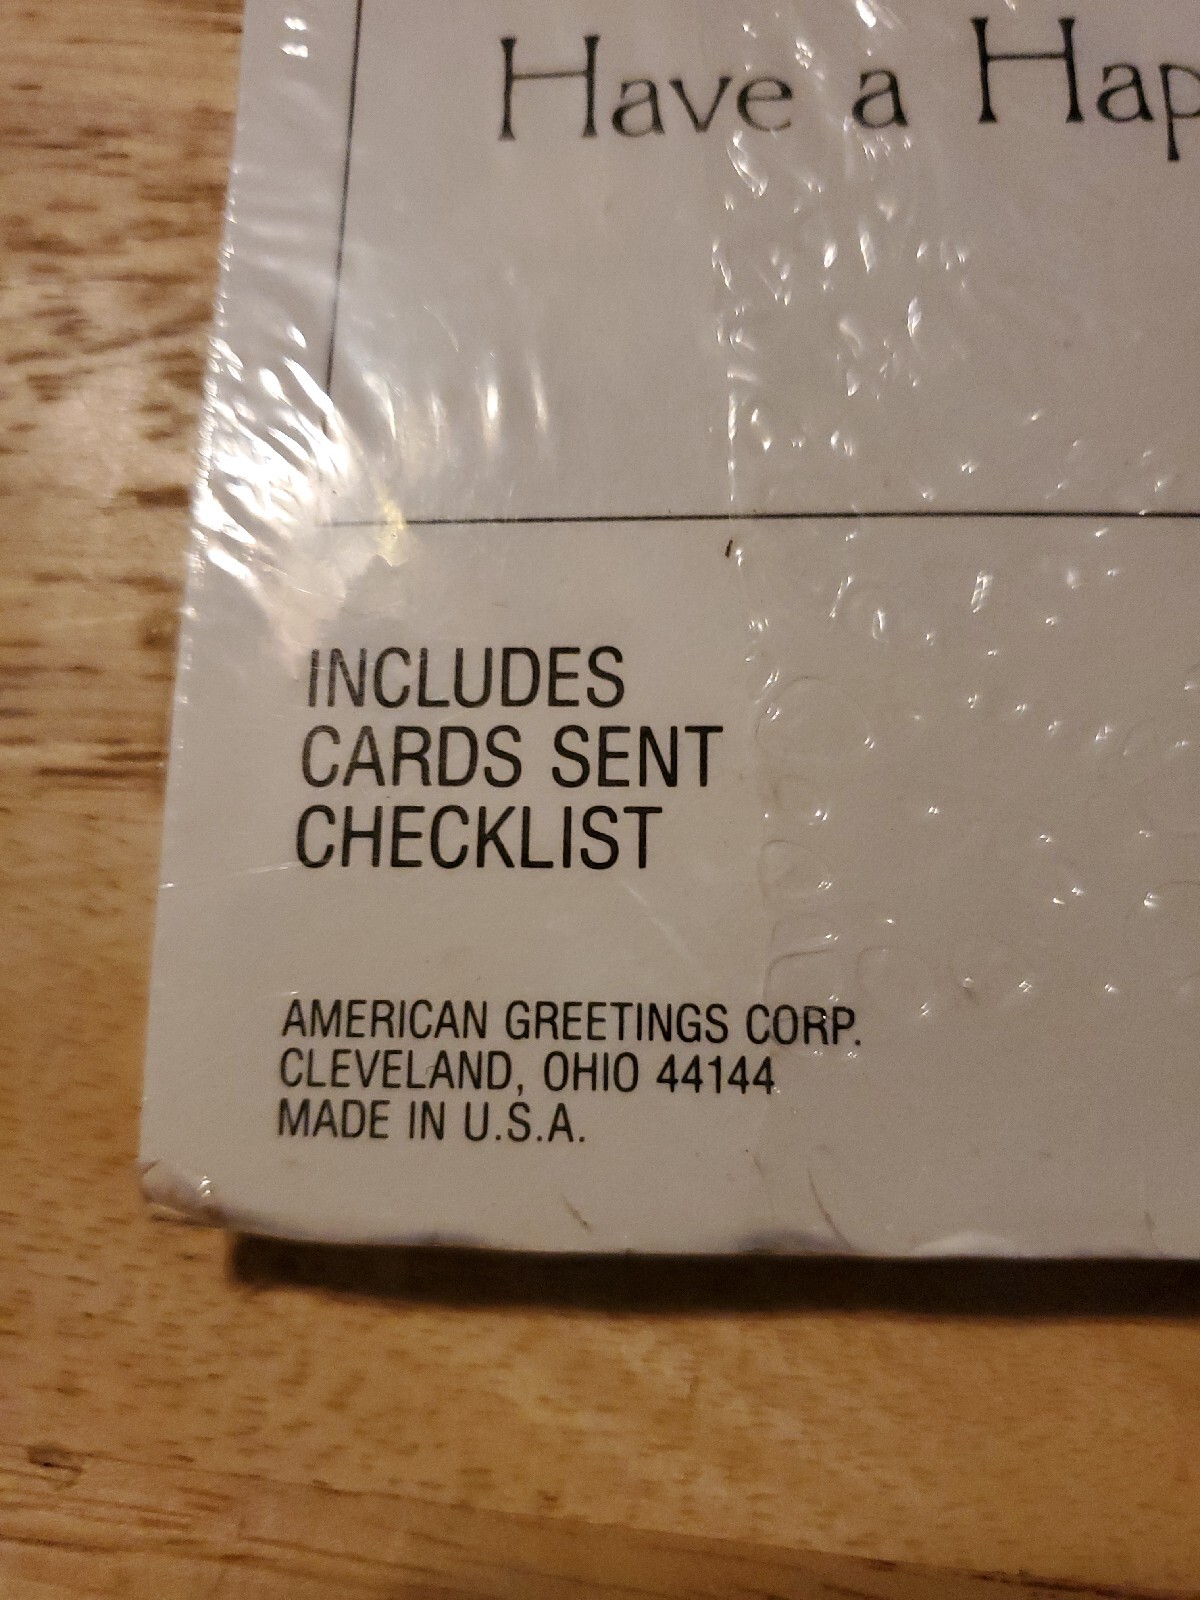 Have a Hap
INCLUDES
CARDS SENT
CHECKLIST
AMERICAN GREETINGS CORP.
CLEVELAND, OHIO 44144
MADE IN U.S.A.